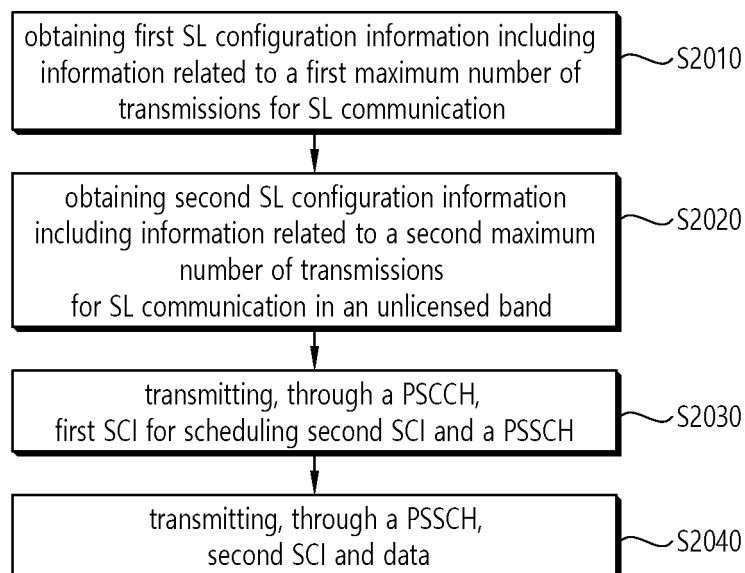 obtaining first SL configuration information including
information related to a first maximum number of
transmissions for SL communication
S2010
obtaining second SL configuration information
including information related to a second maximum
number of transmissions
for SL communication in an unlicensed band
S2020
transmitting, through a PSCCH,
first SCI for scheduling second SCI and a PSSCH
S2030
transmitting, through a PSSCH,
second SCI and data
S2040